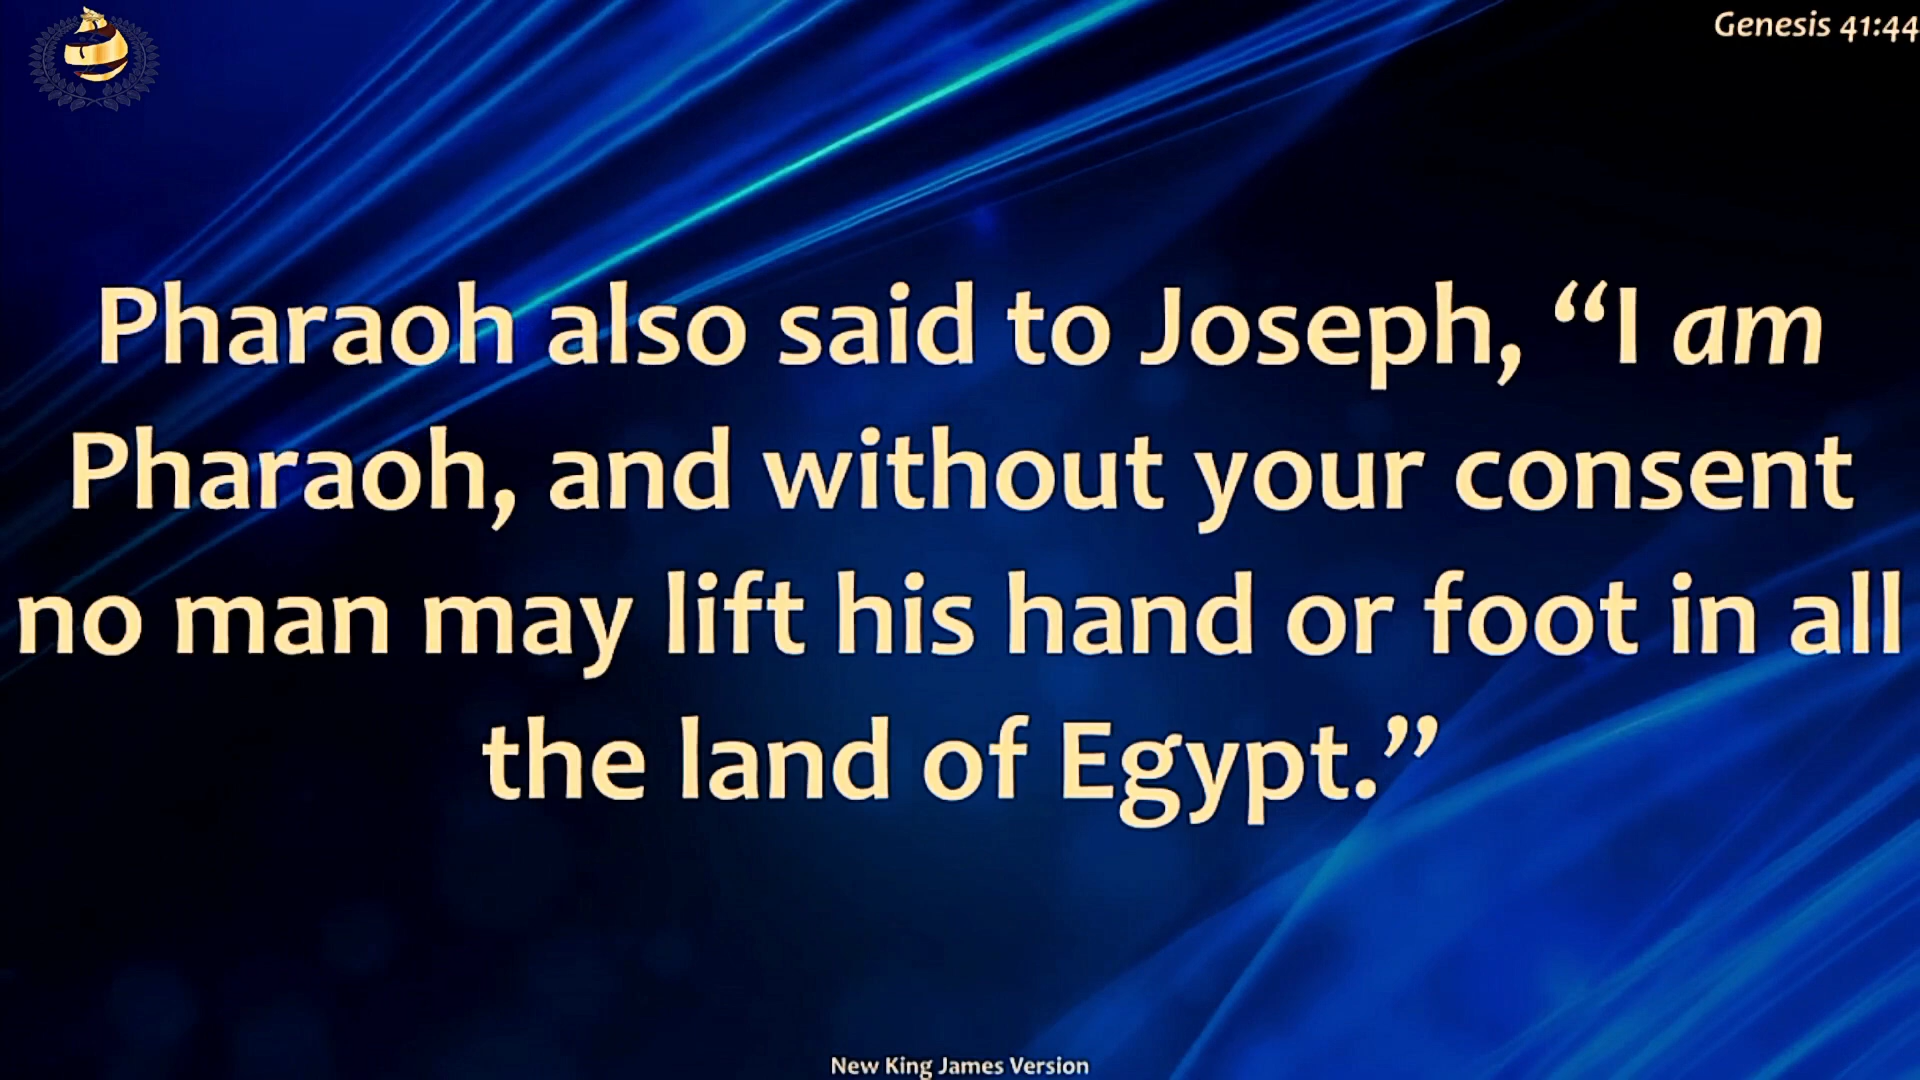 Genesis 41:44
Pharaoh also said to Joseph, “I am
Pharaoh, and without your consent
no man may lift his hand or foot in all
the land of Egypt.”
New King James Version